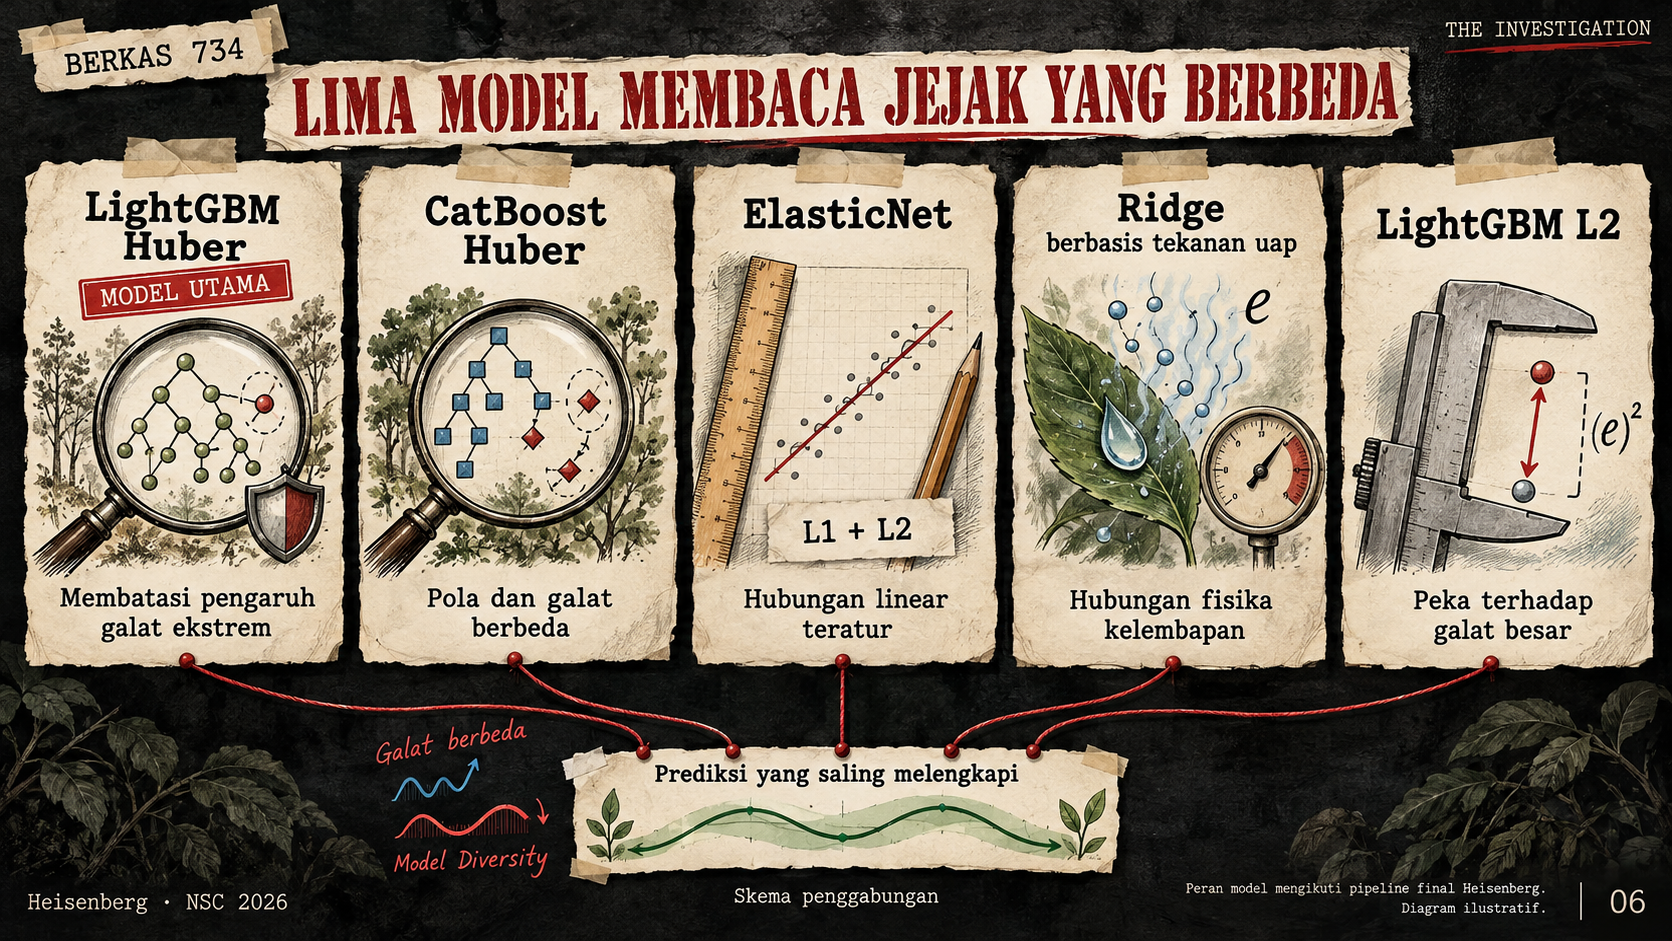 BERKAS 734
THE INVESTIGATION
LIMA MODEL MEMBACA JEJAK YANG BERBEDA
LightGBM
Huber
MODEL UTAMA
Membatasi pengaruh
galat ekstrem
CatBoost
Huber
Pola dan galat
berbeda
ElasticNet
L1 + L2
Hubungan linear
teratur
Ridge
berbasis tekanan uap
e
Hubungan fisika
kelembapan
LightGBM L2
(e)²
Peka terhadap
galat besar
Galat berbeda
Model Diversity
Prediksi yang saling melengkapi
Skema penggabungan
Heisenberg · NSC 2026
Peran model mengikuti pipeline final Heisenberg.
Diagram ilustratif.
06